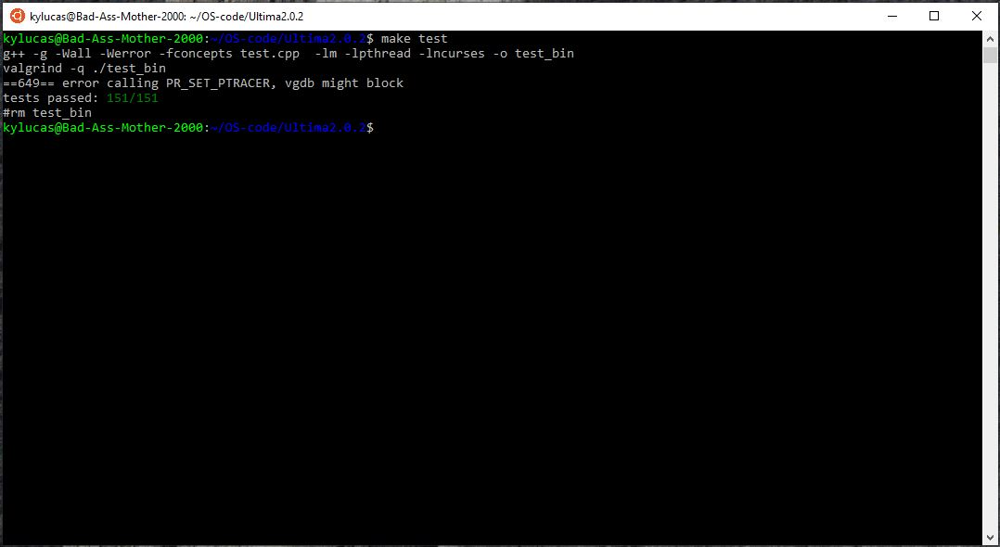 kylucas@Bad-Ass-Mother-2000: ~/OS-code/Ultima2.0.2
kylucas@Bad-Ass-Mother-2000:~/OS-code/Ultima2.0.2$ make test
g++ -g -Wall -Werror -fconcepts test.cpp  -lm -lpthread -lncurses -o test_bin
valgrind -q ./test_bin
==649== error calling PR_SET_PTRACER, vgdb might block
tests passed: 151/151
#rm test_bin
kylucas@Bad-Ass-Mother-2000:~/OS-code/Ultima2.0.2$